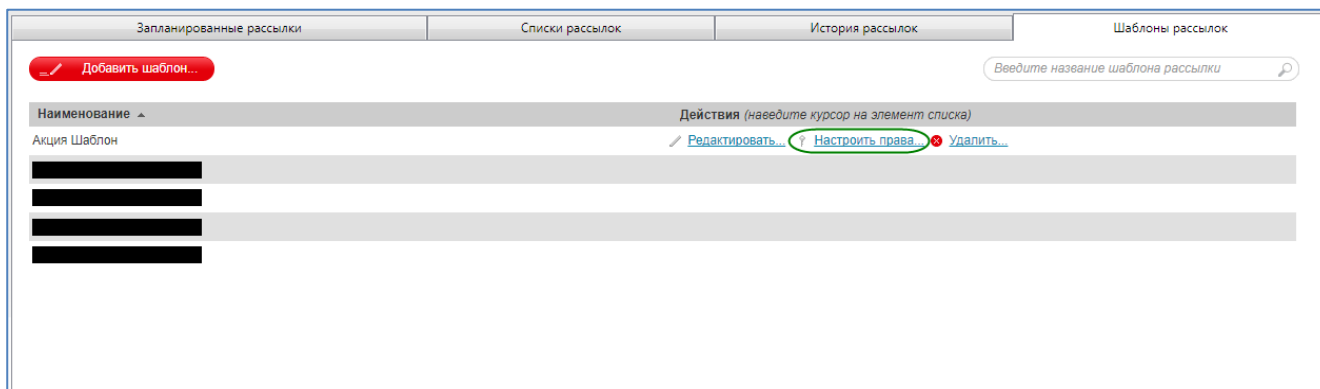 Запланированные рассылки Списки рассылок История рассылок Шаблоны рассылок
Добавить шаблон... Введите название шаблона рассылки
Наименование Действия (наведите курсор на элемент списка)
Акция Шаблон Редактировать... Настроить права... Удалить...